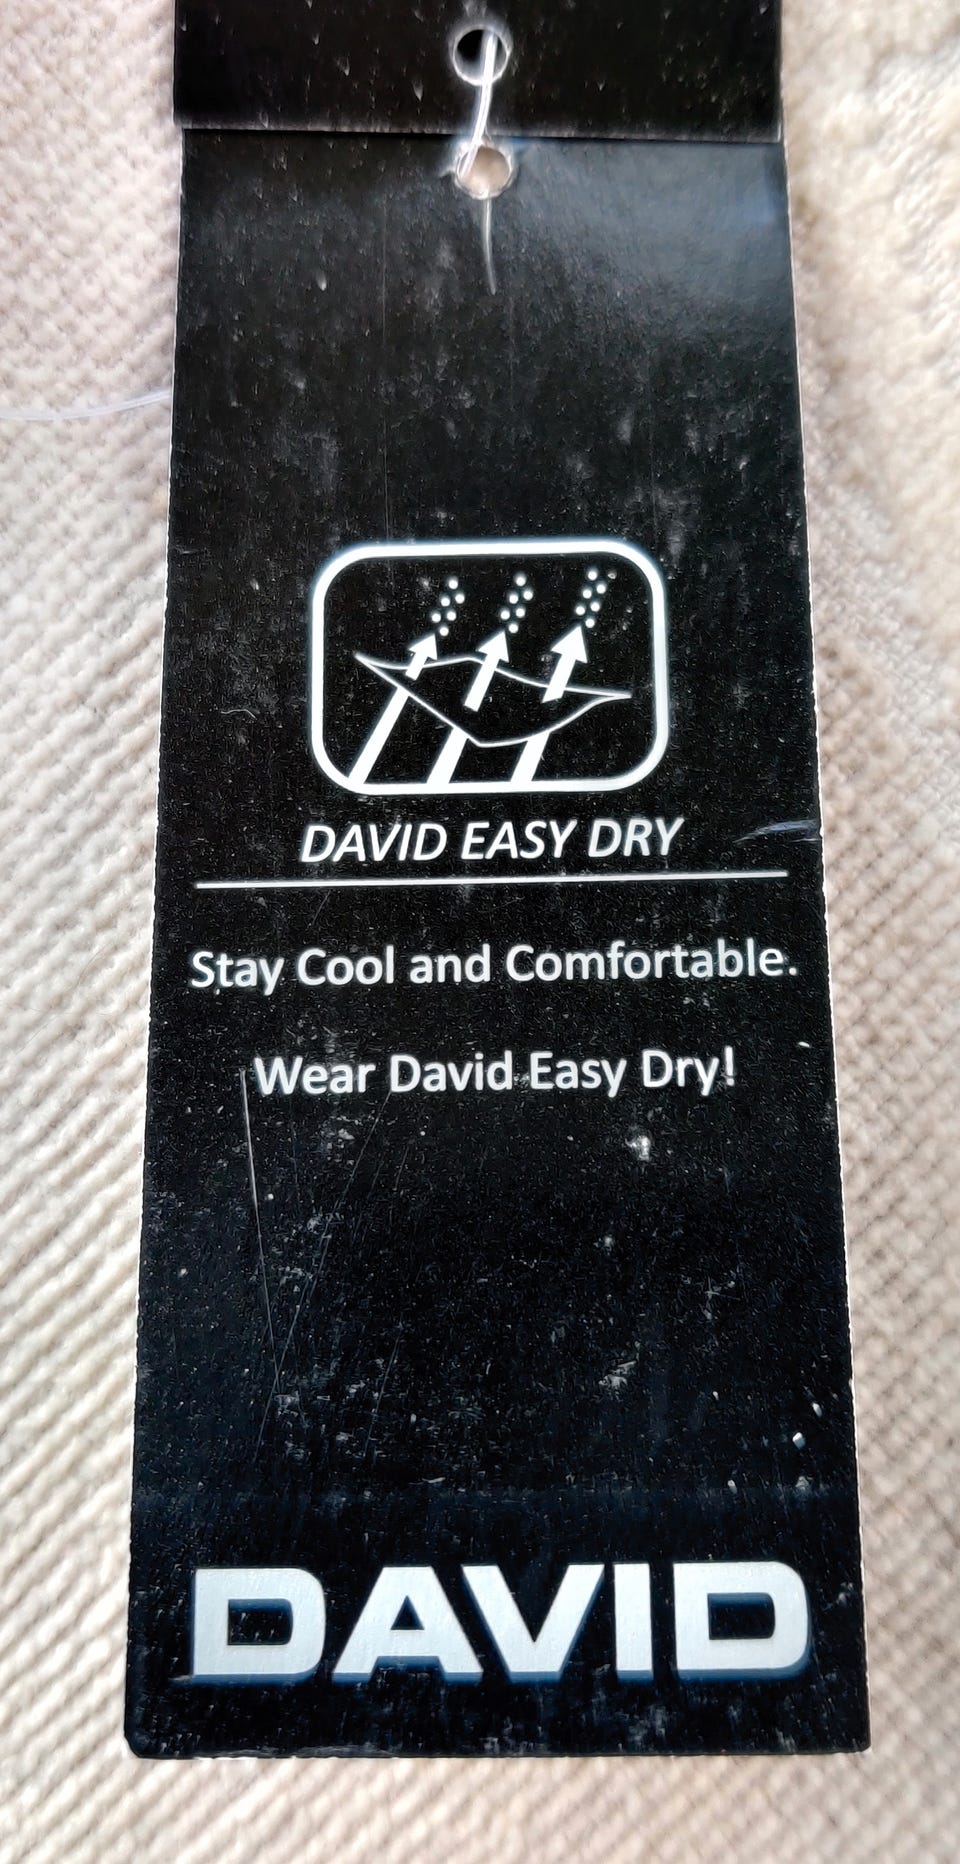 DAVID EASY DRY
Stay Cool and Comfortable.
Wear David Easy Dry!
DAVID